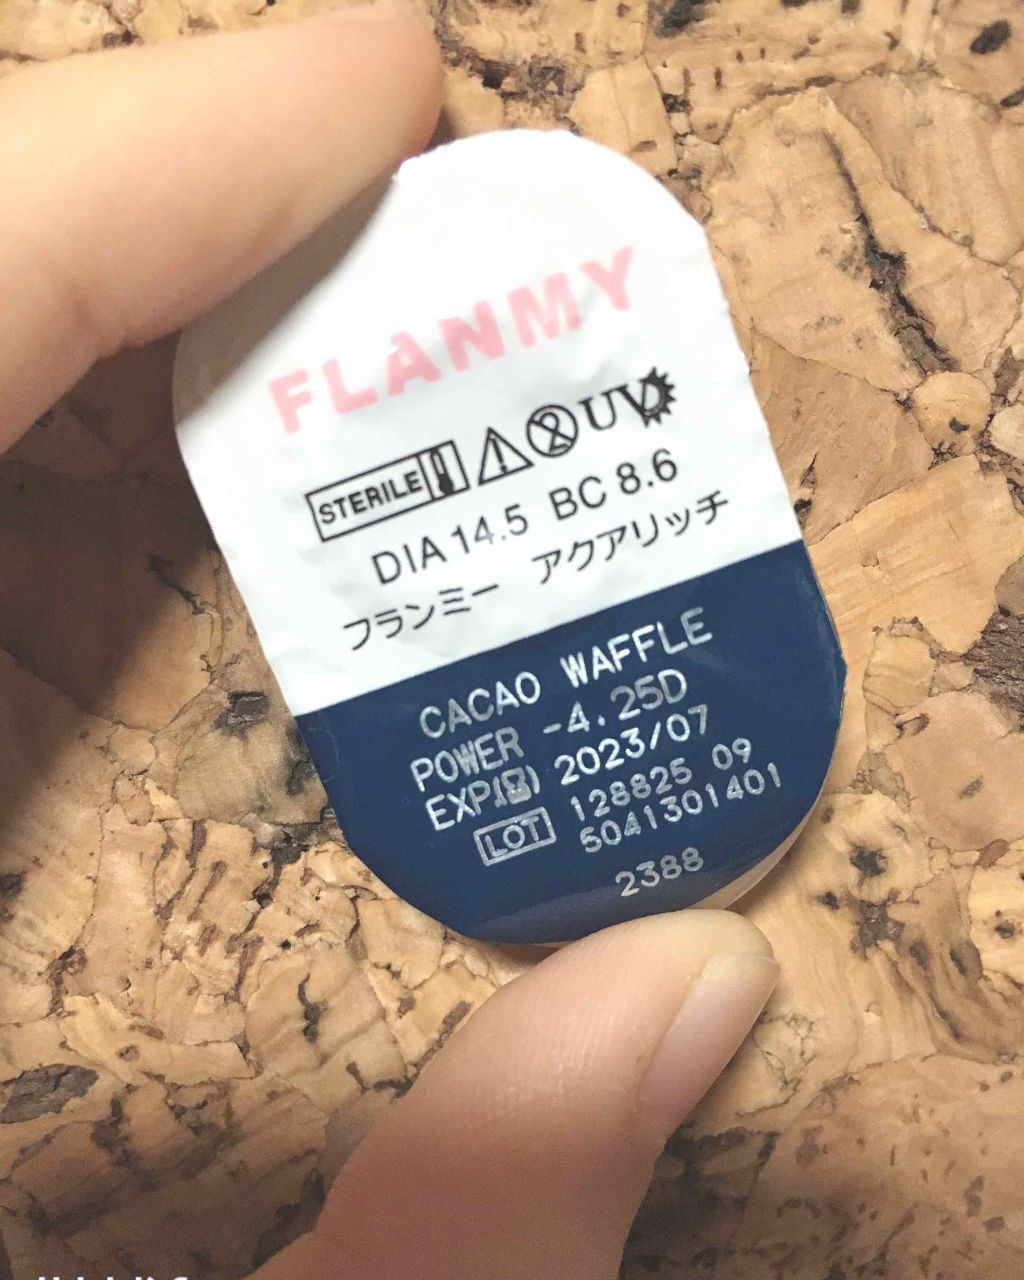 FLANMY
STERILE UV
DIA 14.5 BC 8.6
フランミー アクアリッチ
CACAO WAFFLE
POWER -4.25D
EXP. 2023/07
LOT 128825 09
5041301401
2388